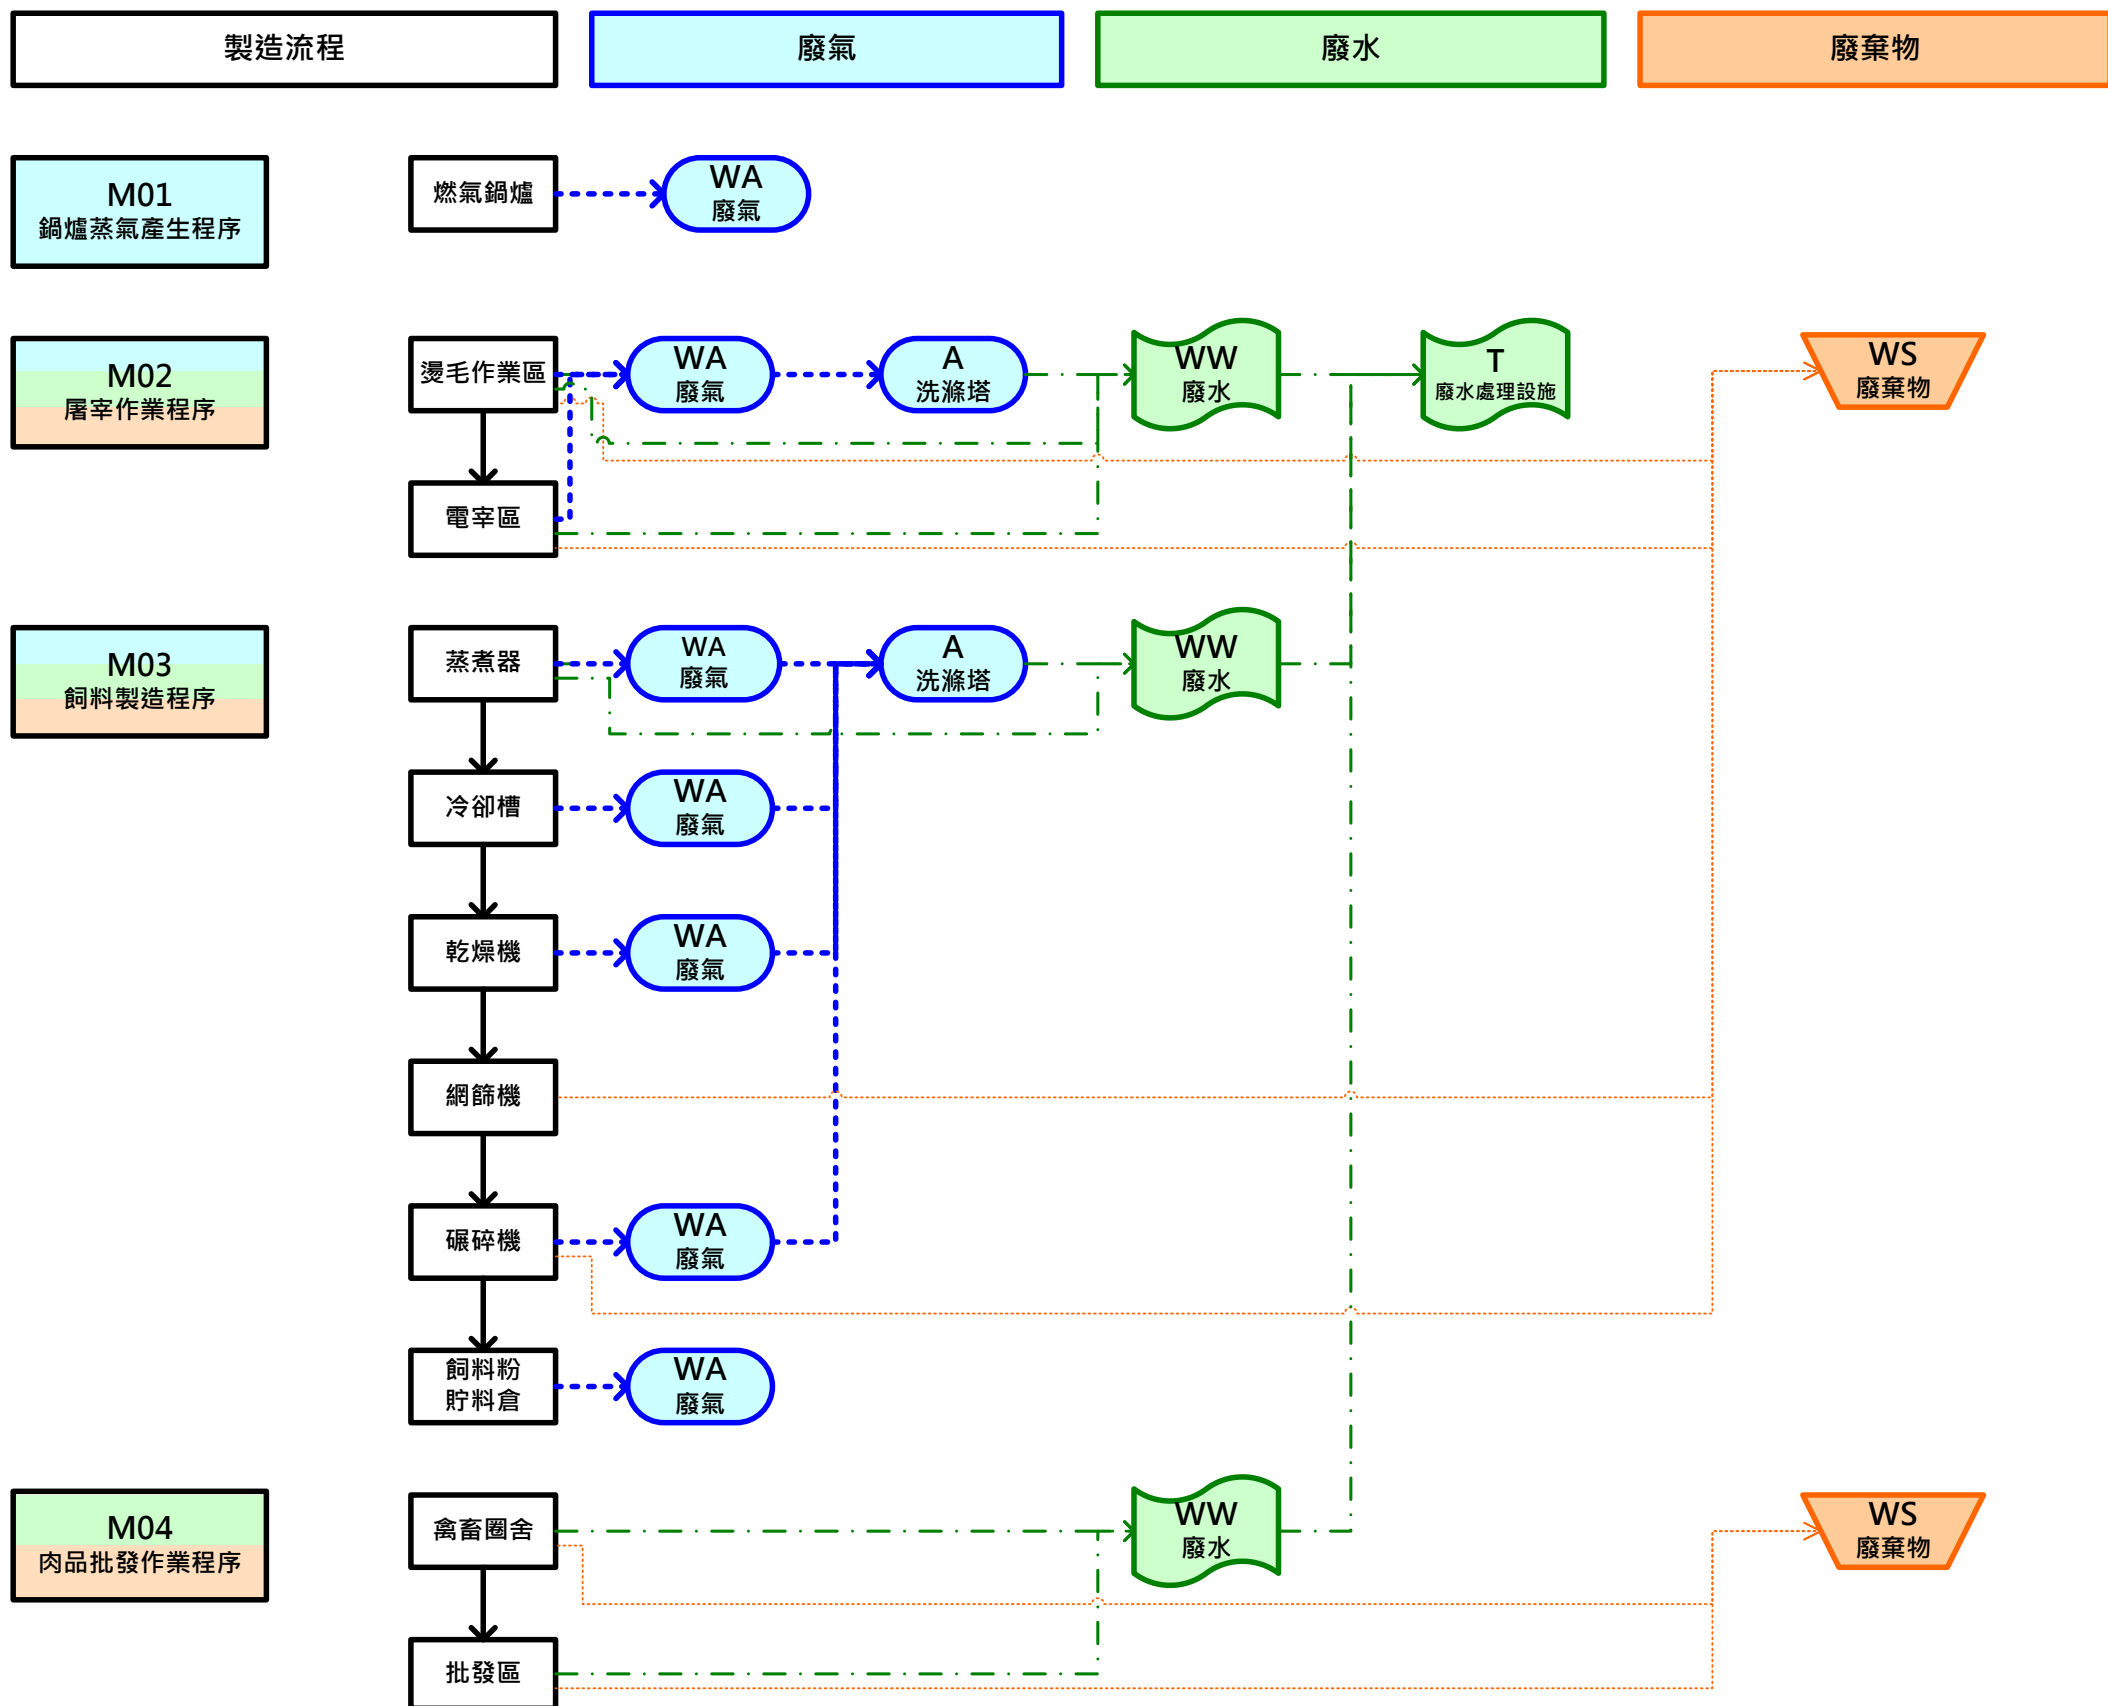 製造流程
廢氣
廢水
廢棄物
M01
鍋爐蒸氣產生程序
燃氣鍋爐
WA
廢氣
M02
屠宰作業程序
燙毛作業區
WA
廢氣
A
洗滌塔
WW
廢水
T
廢水處理設施
WS
廢棄物
電宰區
M03
飼料製造程序
蒸煮器
WA
廢氣
A
洗滌塔
WW
廢水
冷卻槽
WA
廢氣
乾燥機
WA
廢氣
網篩機
碾碎機
WA
廢氣
飼料粉
貯料倉
WA
廢氣
M04
肉品批發作業程序
禽畜圈舍
WW
廢水
WS
廢棄物
批發區